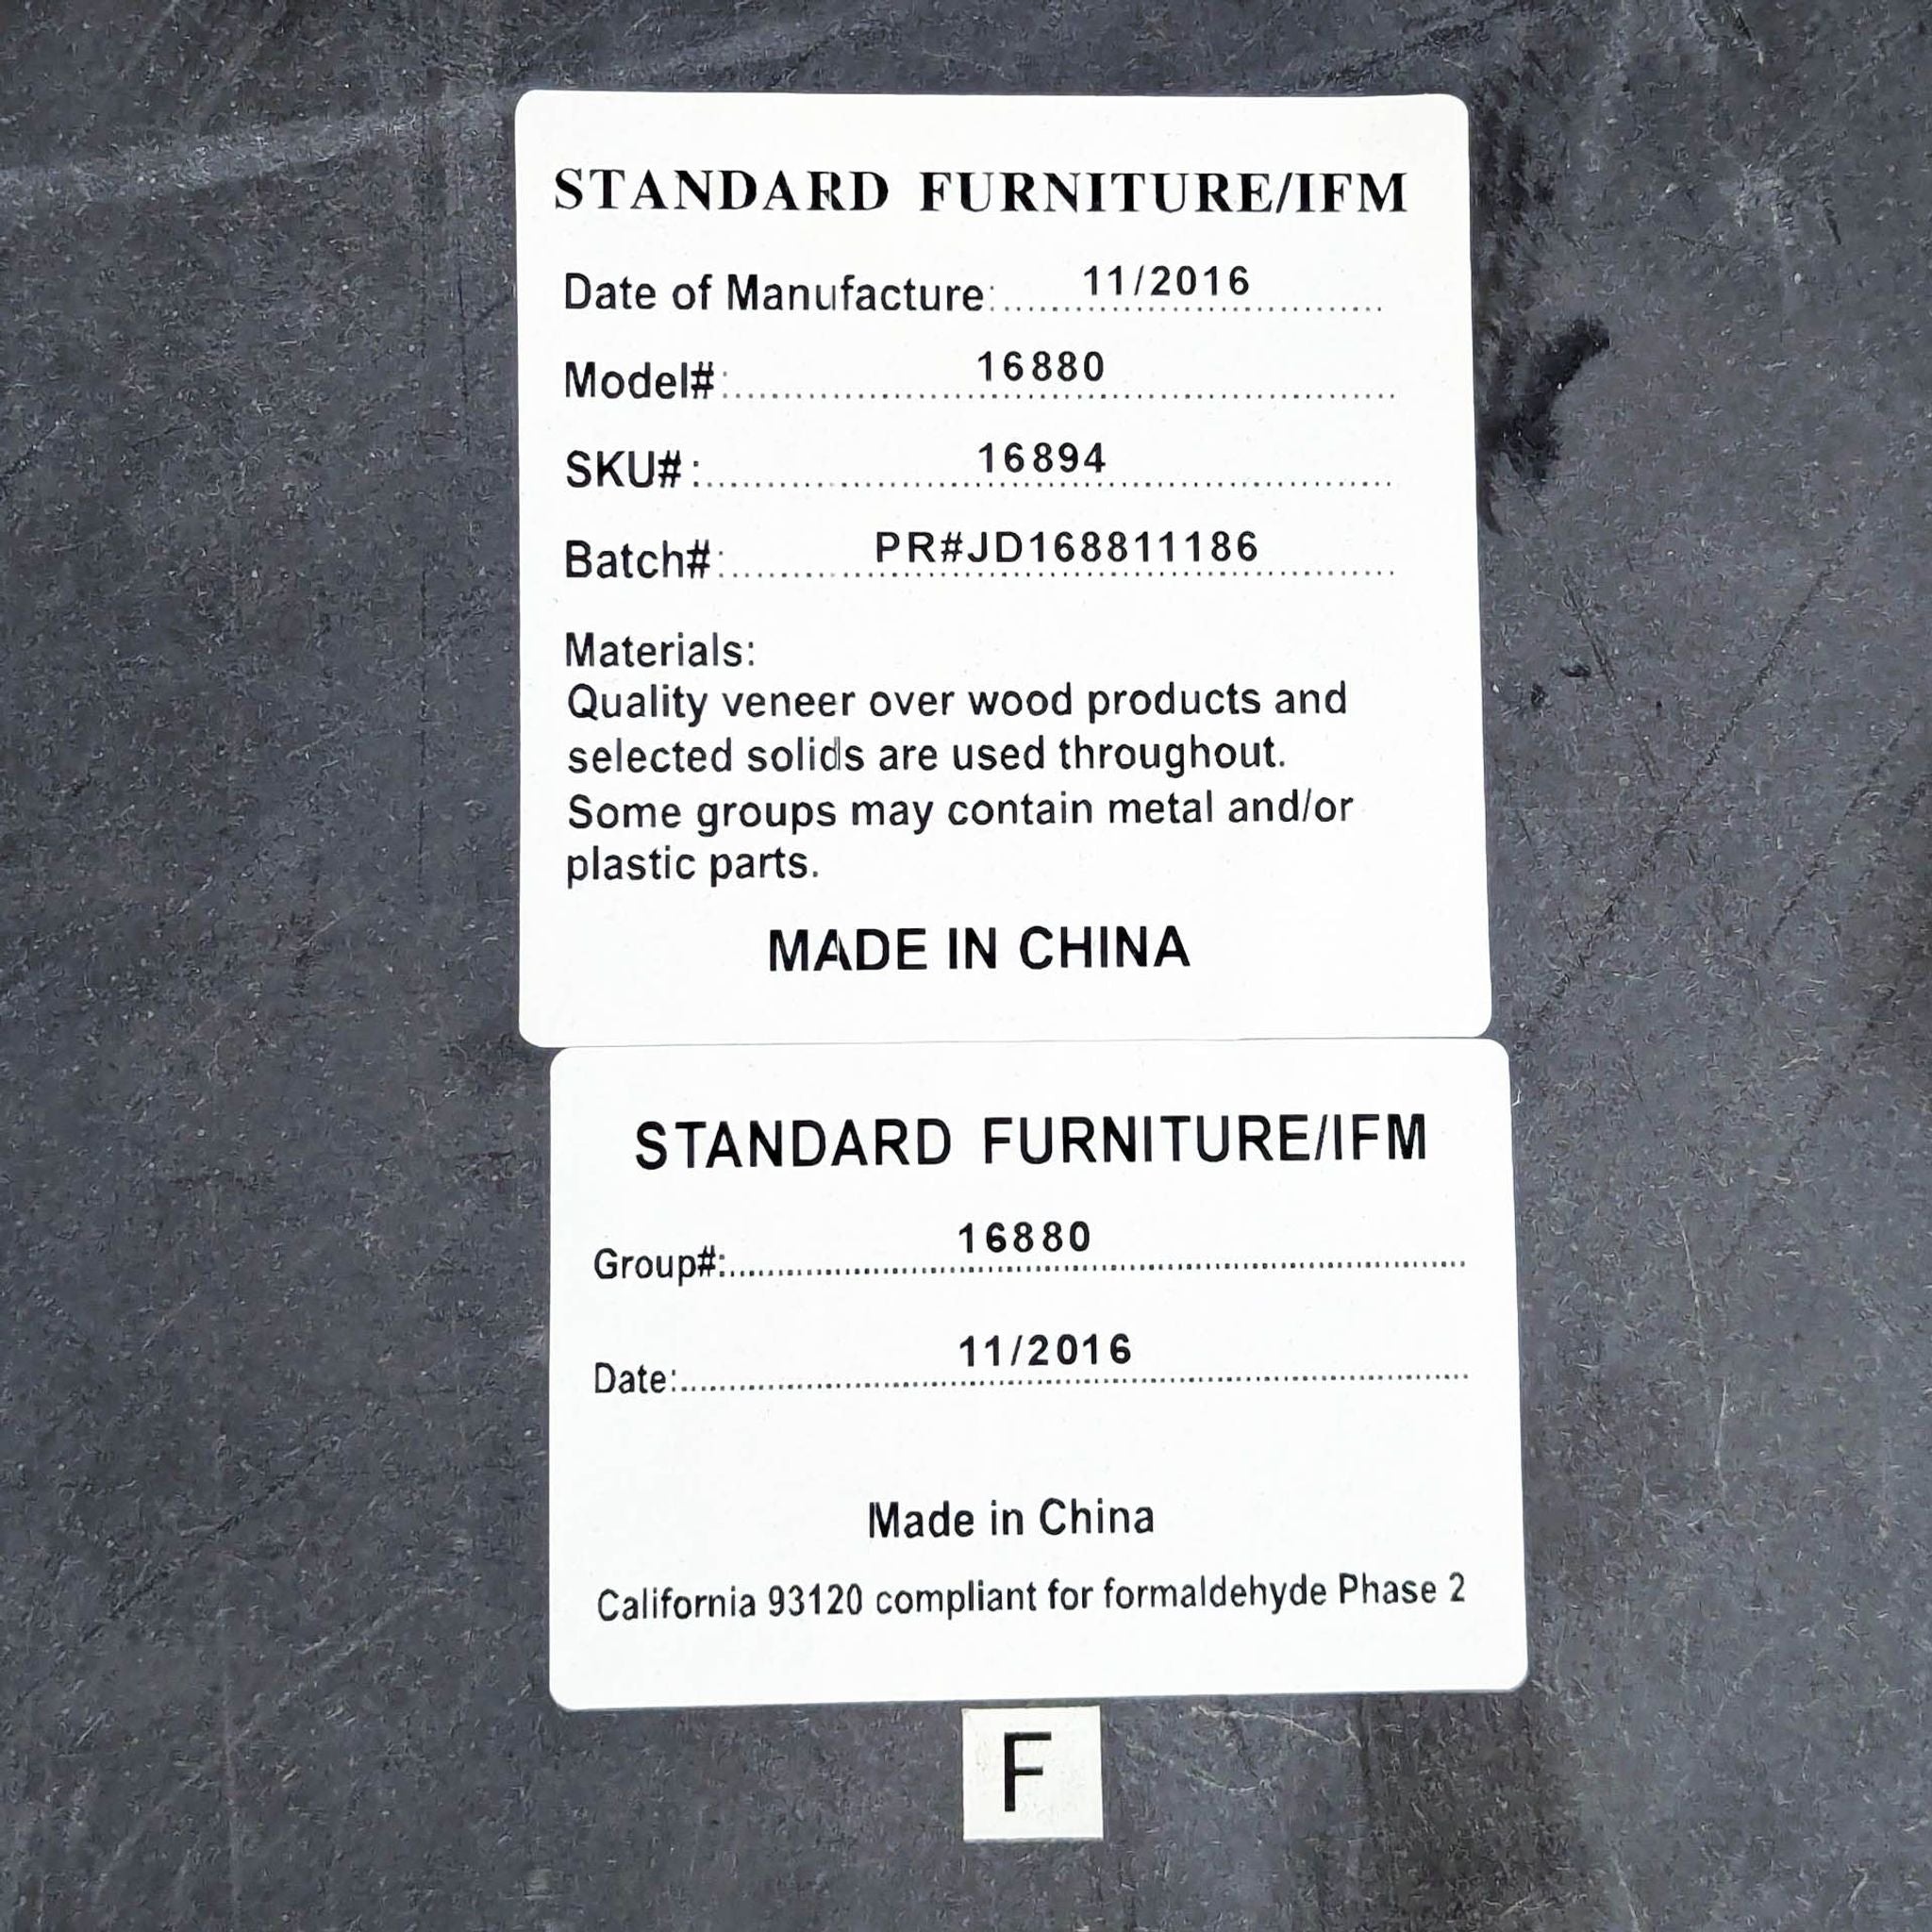 STANDARD FURNITURE/IFM
Date of Manufacture: 11/2016
Model#: 16880
SKU#: 16894
Batch#: PR#JD168811186
Materials:
Quality veneer over wood products and
selected solids are used throughout.
Some groups may contain metal and/or
plastic parts.
MADE IN CHINA
STANDARD FURNITURE/IFM
Group#: 16880
Date: 11/2016
Made in China
California 93120 compliant for formaldehyde Phase 2
F